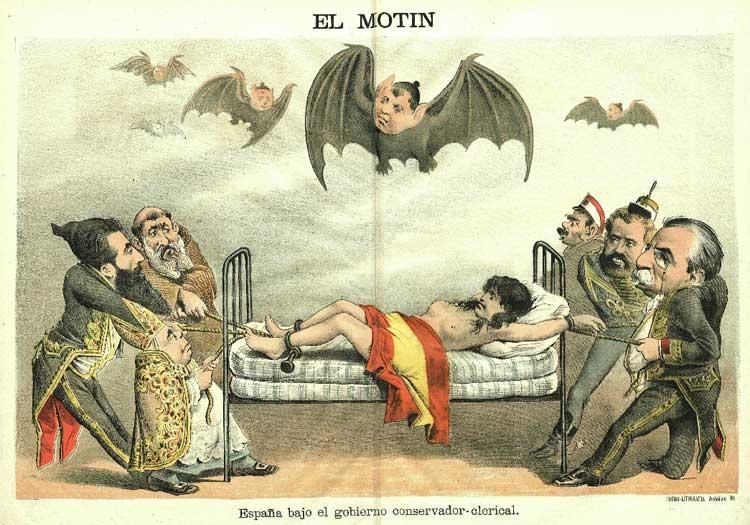 EL MOTIN
España bajo el gobierno conservador-clerical.